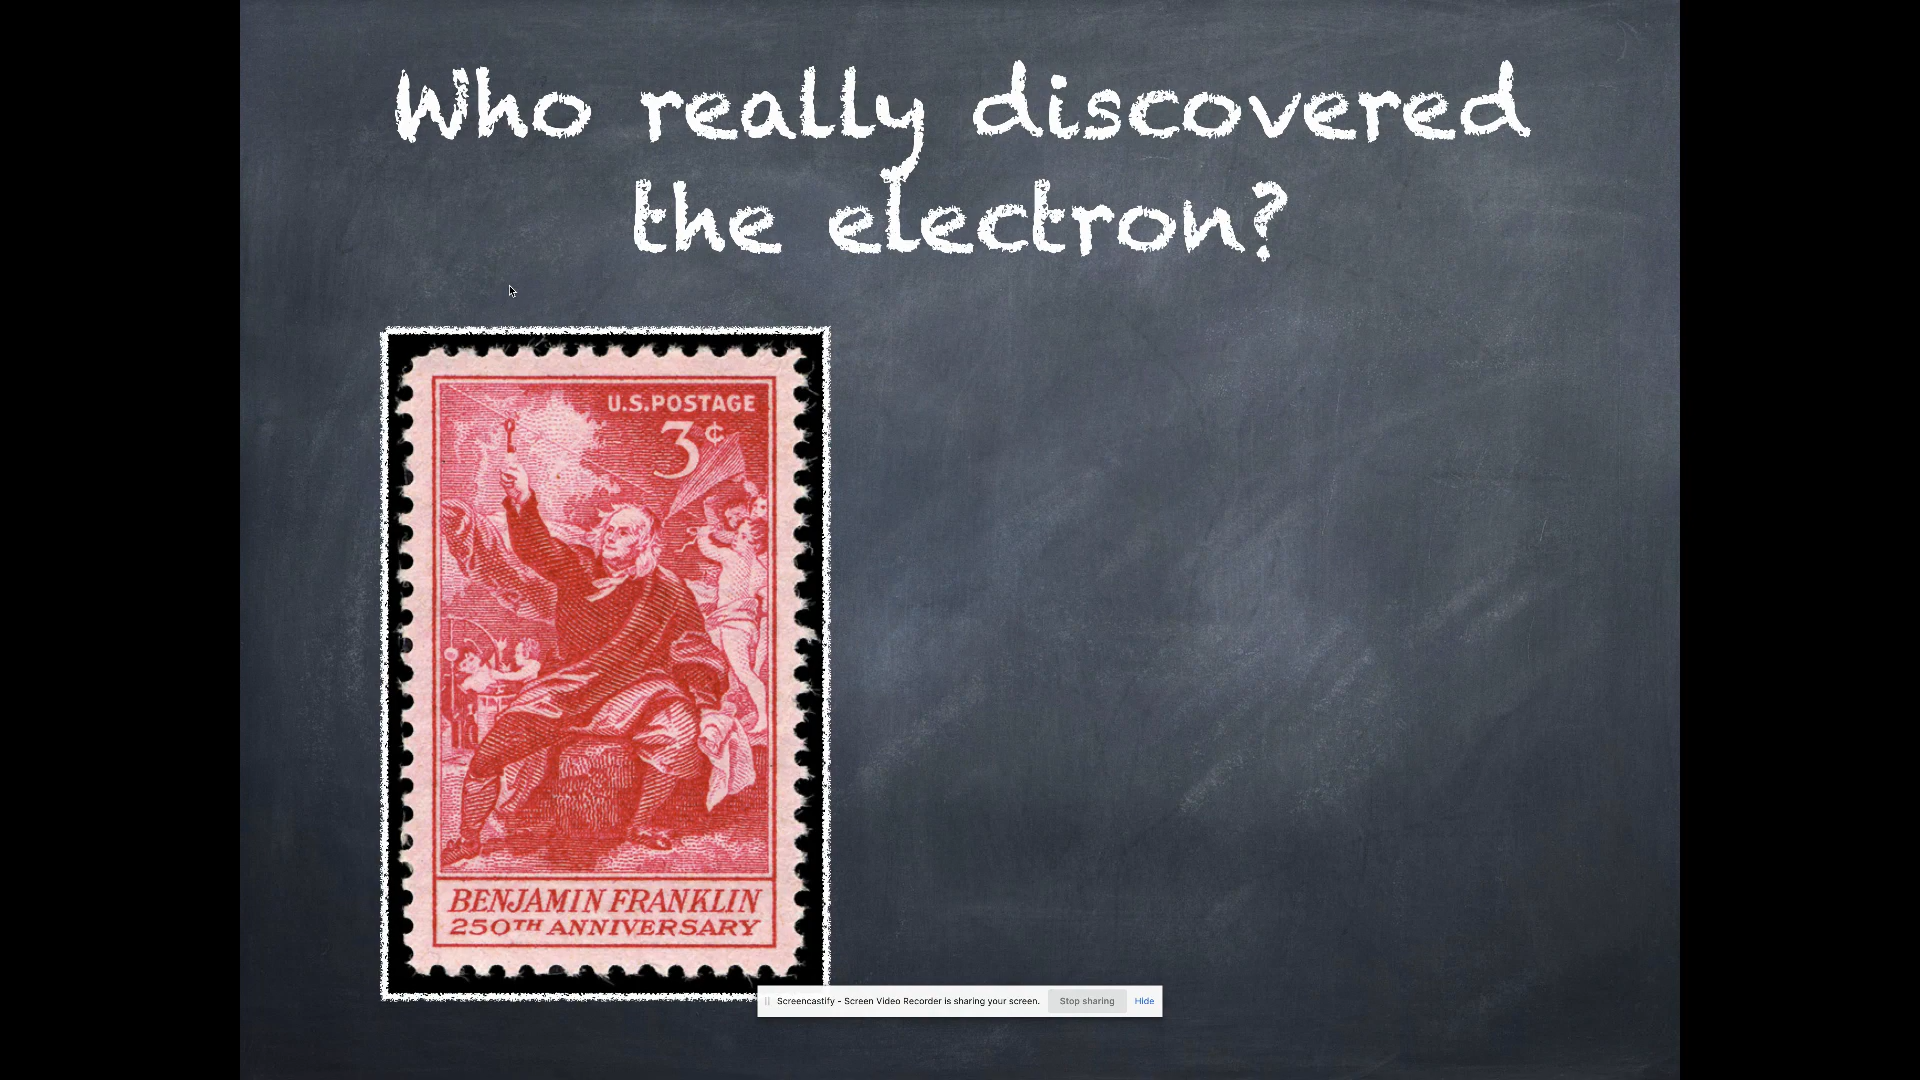 Who really discovered
the electron?
U.S.POSTAGE
3¢
BENJAMIN FRANKLIN
250TH ANNIVERSARY
Screencastify - Screen Video Recorder is sharing your screen. Stop sharing Hide